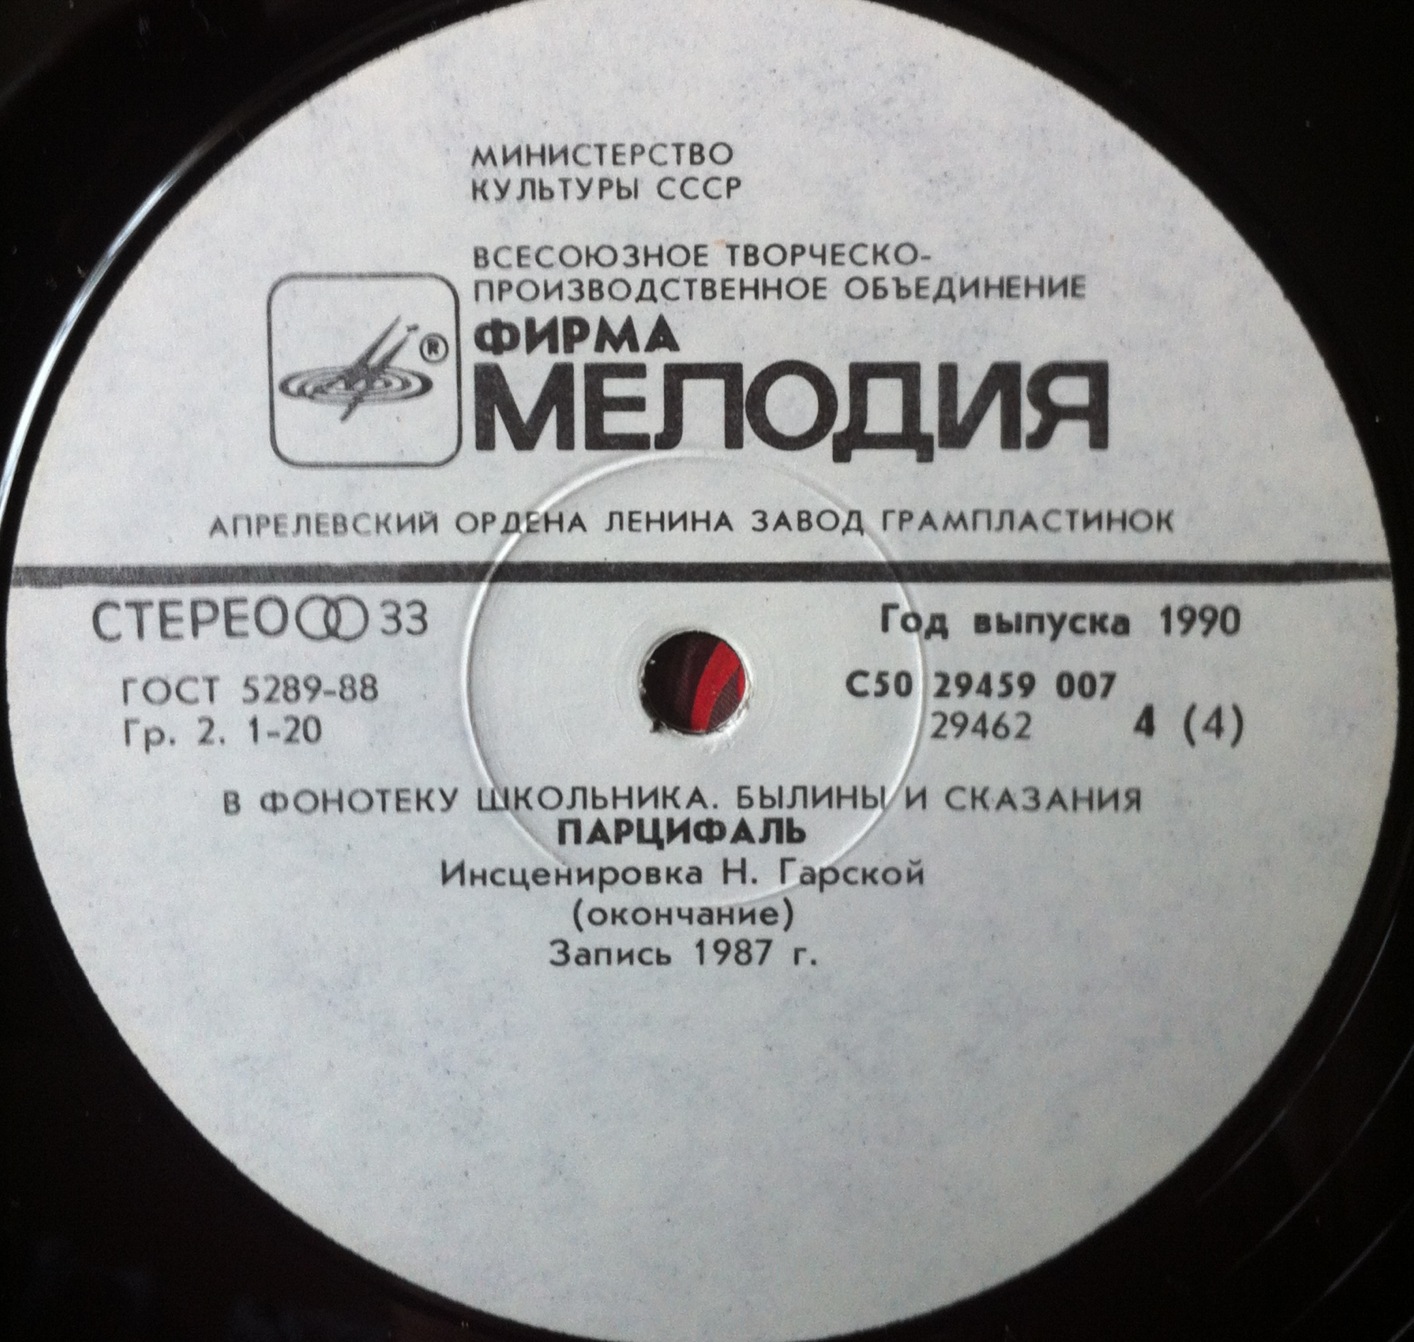 МИНИСТЕРСТВО
КУЛЬТУРЫ СССР
ВСЕСОЮЗНОЕ ТВОРЧЕСКО-
ПРОИЗВОДСТВЕННОЕ ОБЪЕДИНЕНИЕ
ФИРМА
®
МЕЛОДИЯ
АПРЕЛЕВСКИЙ ОРДЕНА ЛЕНИНА ЗАВОД ГРАМПЛАСТИНОК
СТЕРЕО 33
Год выпуска 1990
ГОСТ 5289-88
С50 29459 007
Гр. 2. 1-20
29462 4 (4)
В ФОНОТЕКУ ШКОЛЬНИКА. БЫЛИНЫ И СКАЗАНИЯ
ПАРЦИФАЛЬ
Инсценировка Н. Гарской
(окончание)
Запись 1987 г.